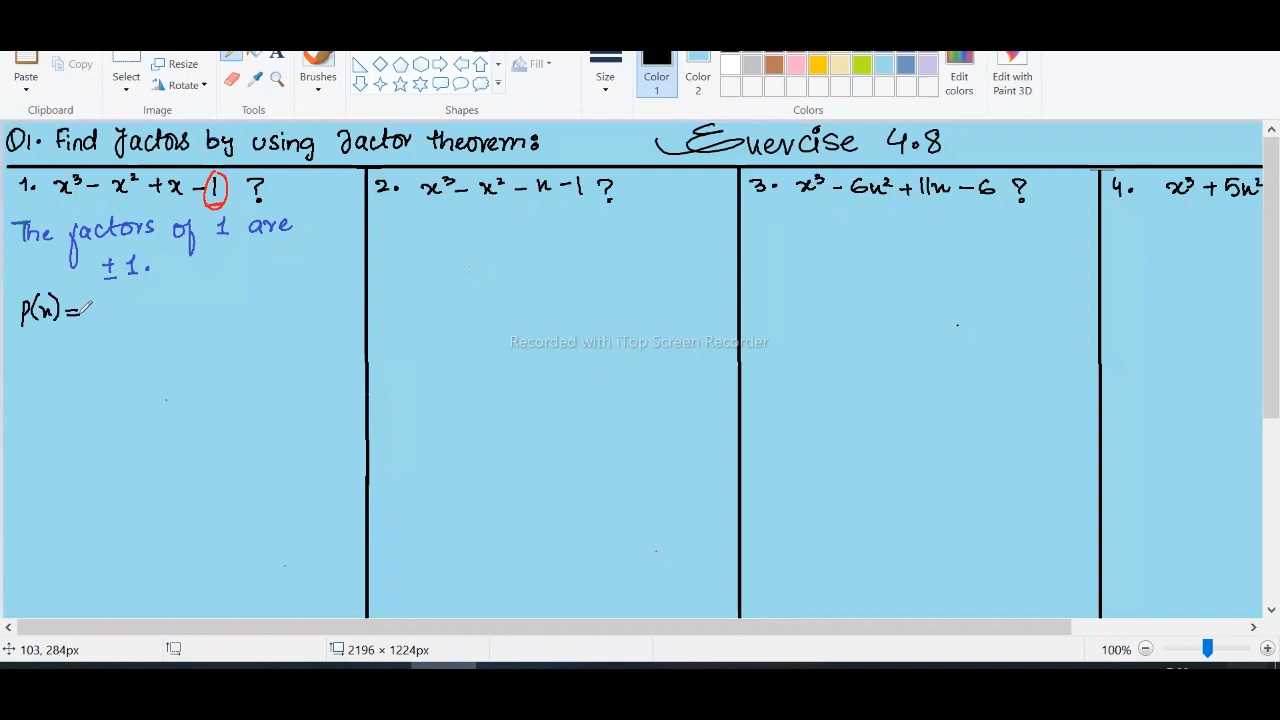 Copy
Paste
Select
Resize
Rotate
Brushes
Fill
Size
Color 1
Color 2
Edit colors
Edit with Paint 3D
Clipboard
Image
Tools
Shapes
Colors
Q1. Find factors by using factor theorem:
Exercise 4.8
1. x³ - x² + x - 1 ?
The factors of 1 are
± 1.
p(x) =
2. x³ - x² - x - 1 ?
3. x³ - 6x² + 11x - 6 ?
4. x³ + 5x²
Recorded with iTop Screen Recorder
103, 284px
2196 × 1224px
100%